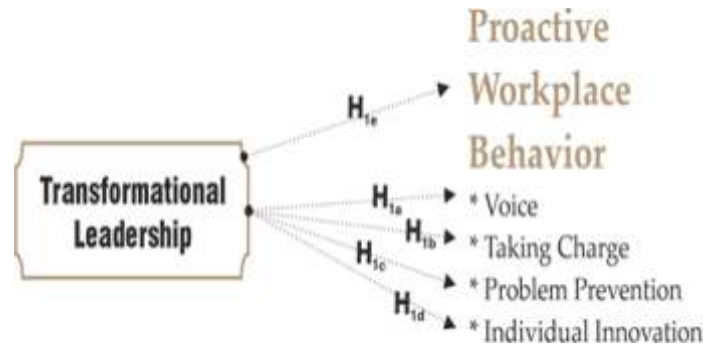 Proactive
Workplace
Behavior
H1e
Transformational
Leadership
H1a
* Voice
H1b
* Taking Charge
H1c
* Problem Prevention
H1d
* Individual Innovation